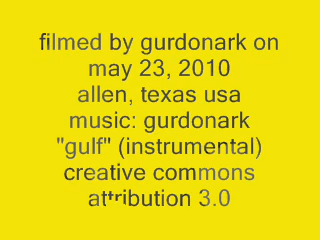 filmed by gurdonark on
may 23, 2010
allen, texas usa
music: gurdonark
"gulf" (instrumental)
creative commons
attribution 3.0